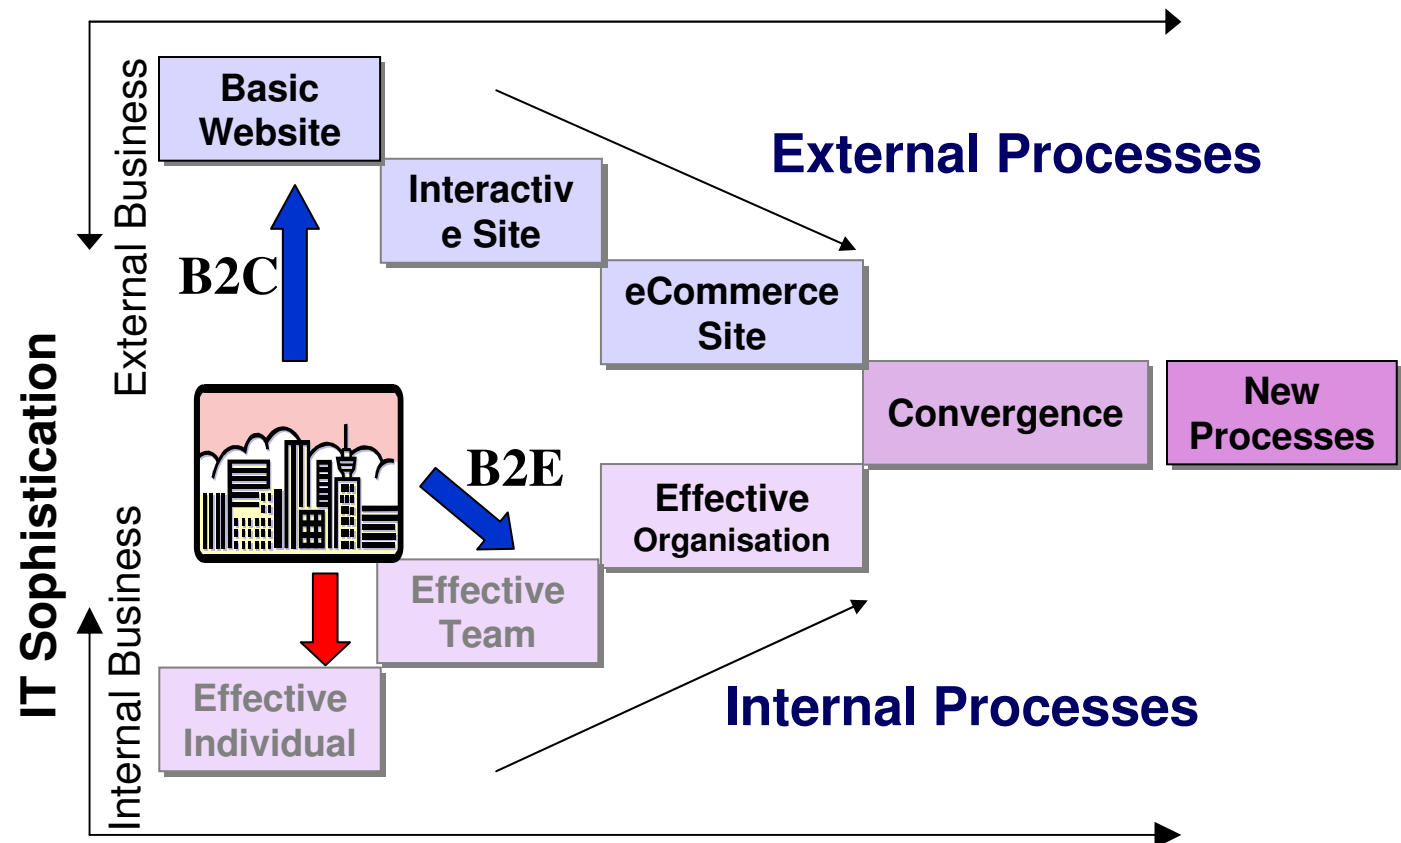 Basic
Website
External Processes
External Business
Interactiv
e Site
B2C
eCommerce
Site
IT Sophistication
Convergence
New
Processes
B2E
Effective
Organisation
Internal Business
Effective
Team
Effective
Individual
Internal Processes